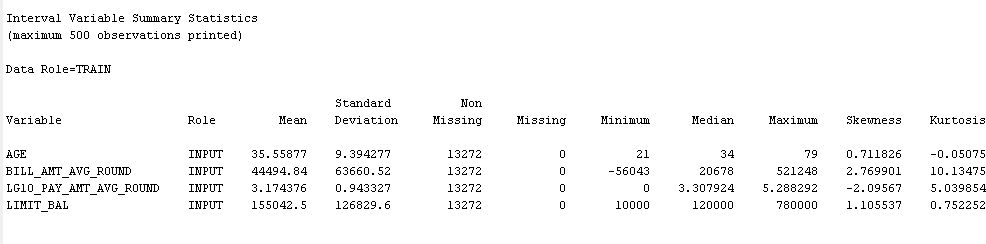 Interval Variable Summary Statistics
(maximum 500 observations printed)
Data Role=TRAIN
Standard Non
Variable Role Mean Deviation Missing Missing Minimum Median Maximum Skewness Kurtosis
AGE INPUT 35.55877 9.394277 13272 0 21 34 79 0.711826 -0.05075
BILL_AMT_AVG_ROUND INPUT 44494.84 63660.52 13272 0 -56043 20678 521248 2.769901 10.13475
LG10_PAY_AMT_AVG_ROUND INPUT 3.174376 0.943327 13272 0 0 3.307924 5.288292 -2.09567 5.039854
LIMIT_BAL INPUT 155042.5 126829.6 13272 0 10000 120000 780000 1.105537 0.752252